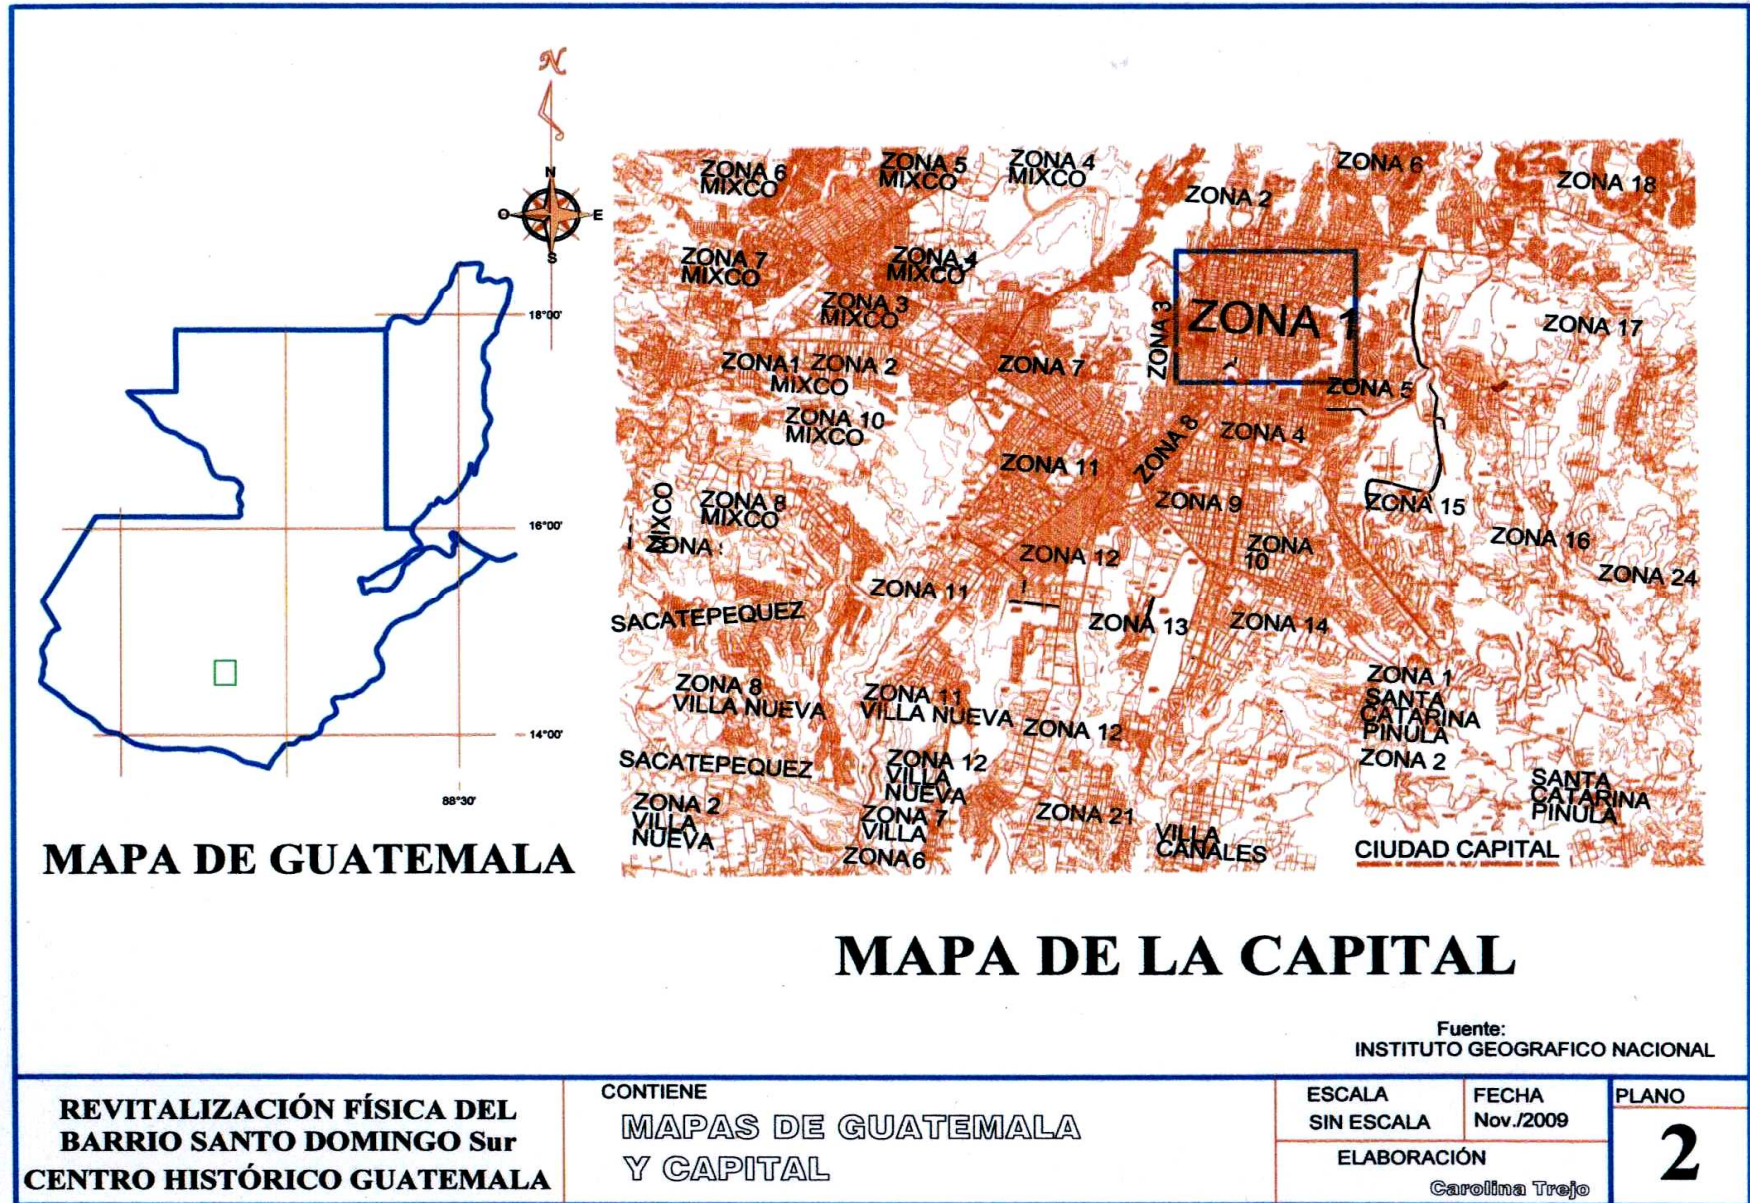 N
N
O
E
S
18°00'
16°00'
14°00'
88°30'
MAPA DE GUATEMALA
ZONA 6
MIXCO
ZONA 5
MIXCO
ZONA 4
MIXCO
ZONA 2
ZONA 6
ZONA 18
ZONA 7
MIXCO
ZONA 4
MIXCO
ZONA 3
MIXCO
ZONA 3
ZONA 1
ZONA 17
ZONA1 ZONA 2
MIXCO
ZONA 7
ZONA 5
ZONA 10
MIXCO
ZONA 8
ZONA 4
ZONA 11
MIXCO
ZONA
ZONA 8
MIXCO
ZONA 9
ZONA 15
ZONA 16
ZONA 12
ZONA
10
ZONA 24
ZONA 11
SACATEPEQUEZ
ZONA 13
ZONA 14
ZONA 8
VILLA NUEVA
ZONA 11
VILLA NUEVA
ZONA 12
ZONA 1
SANTA
CATARINA
PINULA
ZONA 2
SACATEPEQUEZ
ZONA 12
VILLA
NUEVA
SANTA
CATARINA
PINULA
ZONA 2
VILLA
NUEVA
ZONA 7
VILLA
ZONA6
ZONA 21
VILLA
CANALES
CIUDAD CAPITAL
MAPA DE LA CAPITAL
Fuente:
INSTITUTO GEOGRAFICO NACIONAL
REVITALIZACIÓN FÍSICA DEL
BARRIO SANTO DOMINGO Sur
CENTRO HISTÓRICO GUATEMALA
CONTIENE
MAPAS DE GUATEMALA
Y CAPITAL
ESCALA
SIN ESCALA
FECHA
Nov./2009
ELABORACIÓN
Carolina Trejo
PLANO
2